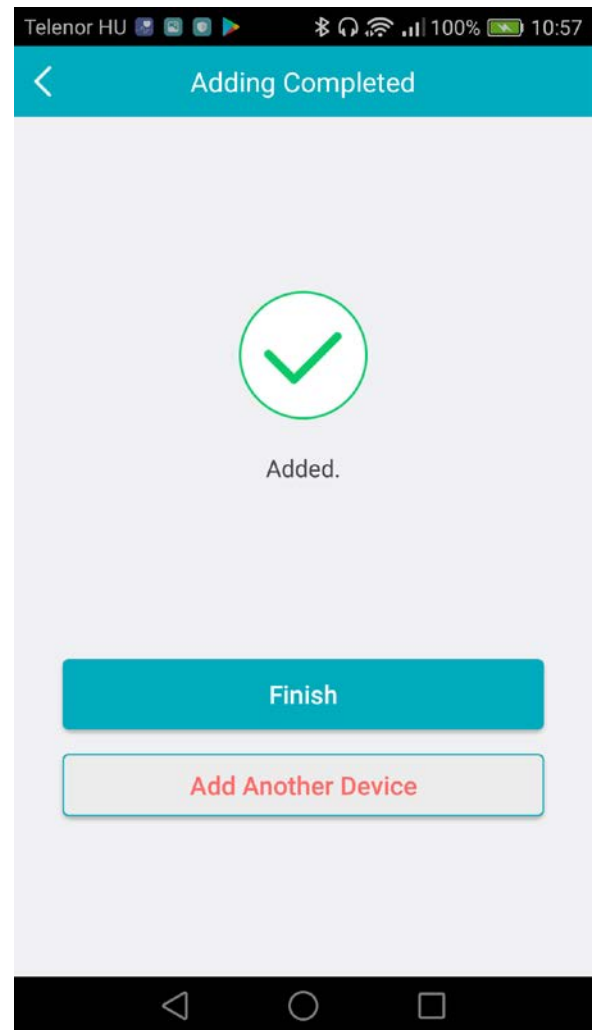 Telenor HU 100% 10:57
Adding Completed
Added.
Finish
Add Another Device